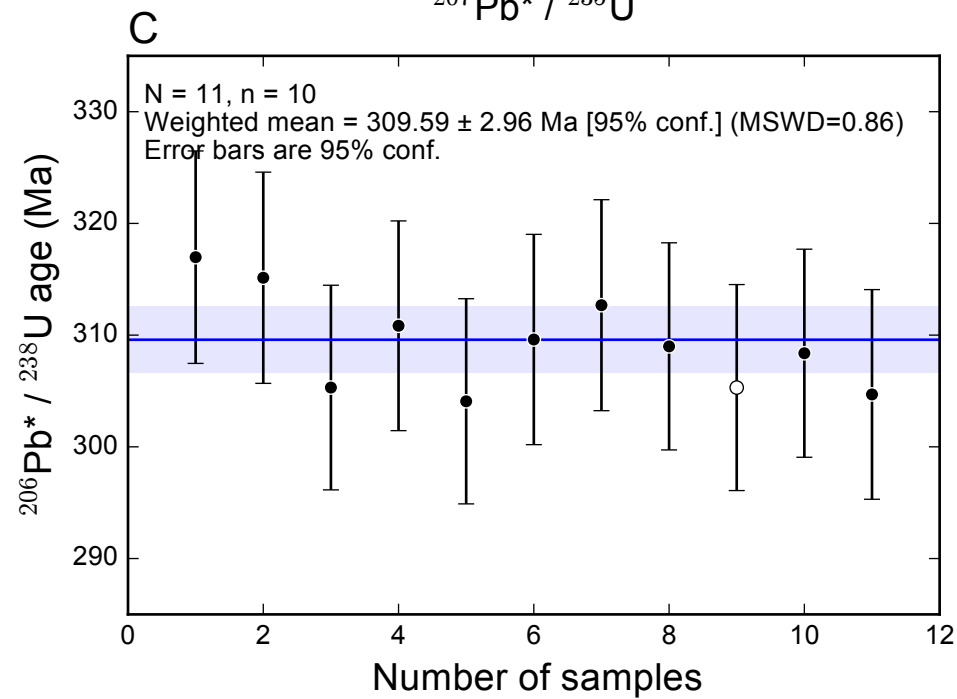 ²⁰⁷Pb* / ²³⁵U
C
N = 11, n = 10
Weighted mean = 309.59 ± 2.96 Ma [95% conf.] (MSWD=0.86)
Error bars are 95% conf.
330
320
310
300
290
²⁰⁶Pb* / ²³⁸U age (Ma)
0 2 4 6 8 10 12
Number of samples